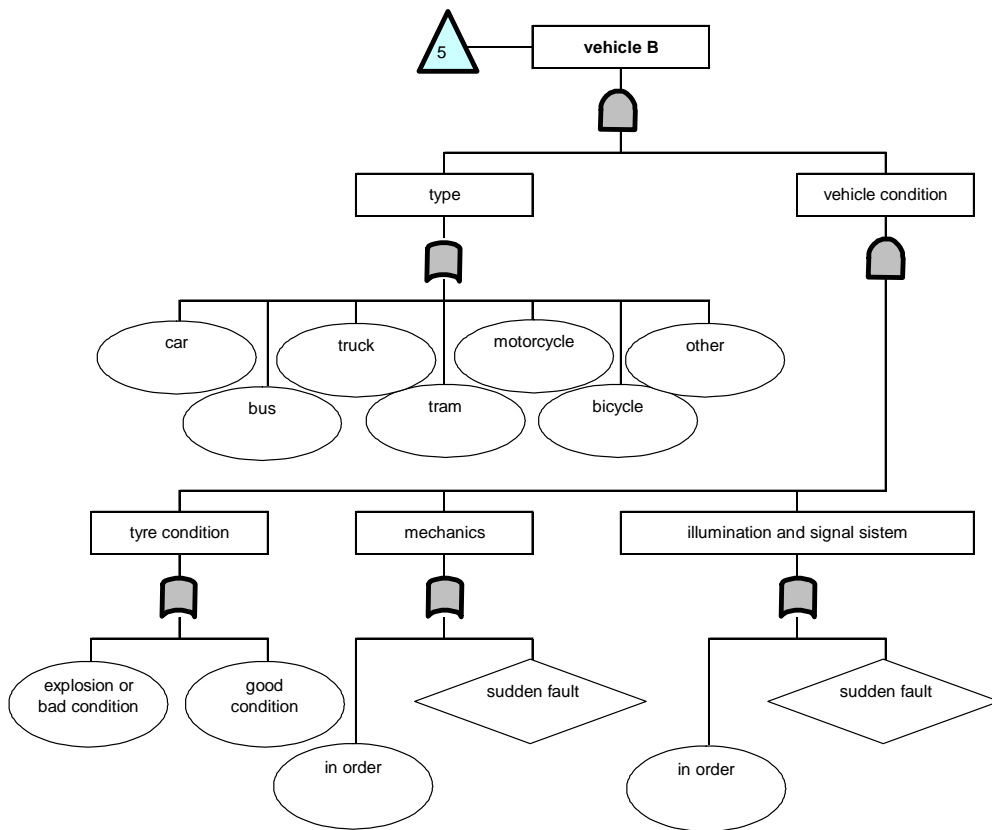 5
vehicle B
type
vehicle condition
car
truck
motorcycle
other
bus
tram
bicycle
tyre condition
mechanics
illumination and signal sistem
explosion or
bad condition
good
condition
sudden fault
sudden fault
in order
in order